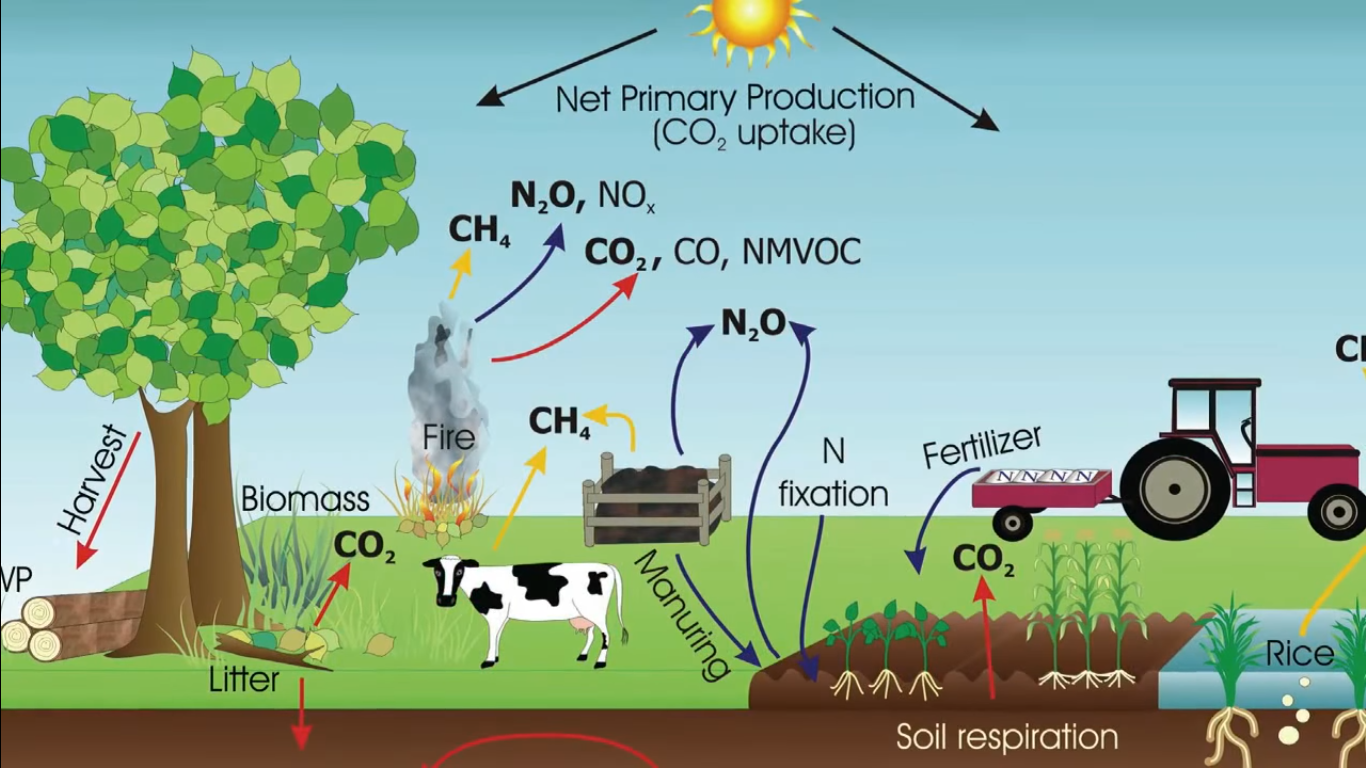 Net Primary Production
(CO₂ uptake)
N₂O, NOₓ
CH₄
CO₂, CO, NMVOC
N₂O
CH₄
Fire
Harvest
Biomass
CO₂
N
fixation
Fertilizer
N N N N
CO₂
Manuring
Litter
Rice
Soil respiration